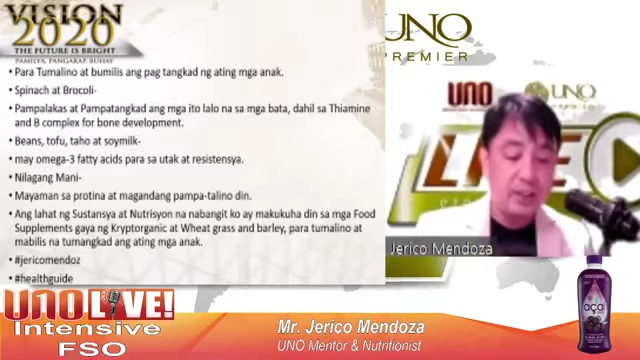 VISION
2020
THE FUTURE IS BRIGHT
PAMILYA, PANGARAP, BUHAY
• Para Tumalino at bumilis ang pag tangkad ng ating mga anak.
• Spinach at Brocoli-
• Pampalakas at Pampatangkad ang mga ito lalo na sa mga bata, dahil sa Thiamine
and B complex for bone development.
• Beans, tofu, taho at soymilk-
• may omega-3 fatty acids para sa utak at resistensya.
• Nilagang Mani-
• Mayaman sa protina at magandang pampa-talino din.
• Ang lahat ng Sustansya at Nutrisyon na nabangit ko ay makukuha din sa mga Food
Supplements gaya ng Kryptorganic at Wheat grass and barley, para tumalino at
mabilis na tumangkad ang ating mga anak.
• #jericomendoz
• #healthguide
UNO
PREMIER
UNO
UNO
LIVE
Jerico Mendoza
açaí
UNO LIVE!
Intensive
FSO
Mr. Jerico Mendoza
UNO Mentor & Nutritionist